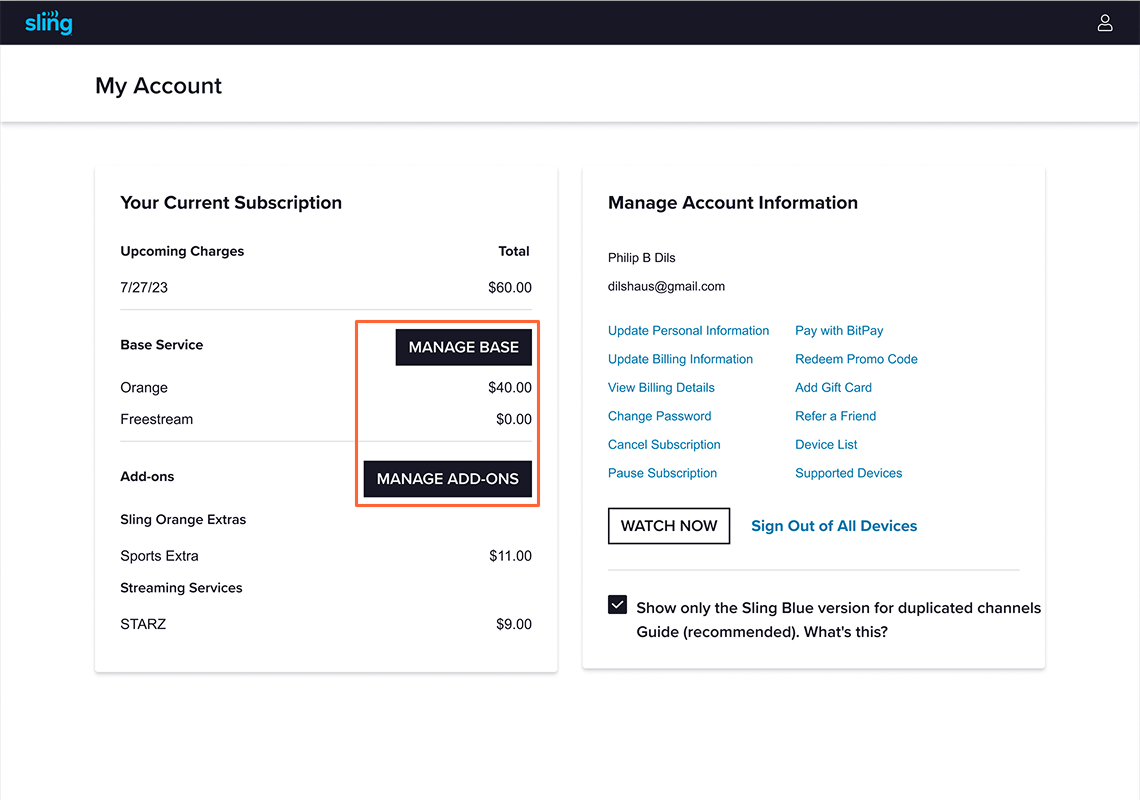 sling
My Account
Your Current Subscription
Upcoming Charges Total
7/27/23 $60.00
Base Service MANAGE BASE
Orange $40.00
Freestream $0.00
Add-ons MANAGE ADD-ONS
Sling Orange Extras
Sports Extra $11.00
Streaming Services
STARZ $9.00
Manage Account Information
Philip B Dils
dilshaus@gmail.com
Update Personal Information Pay with BitPay
Update Billing Information Redeem Promo Code
View Billing Details Add Gift Card
Change Password Refer a Friend
Cancel Subscription Device List
Pause Subscription Supported Devices
WATCH NOW Sign Out of All Devices
Show only the Sling Blue version for duplicated channels
Guide (recommended). What's this?